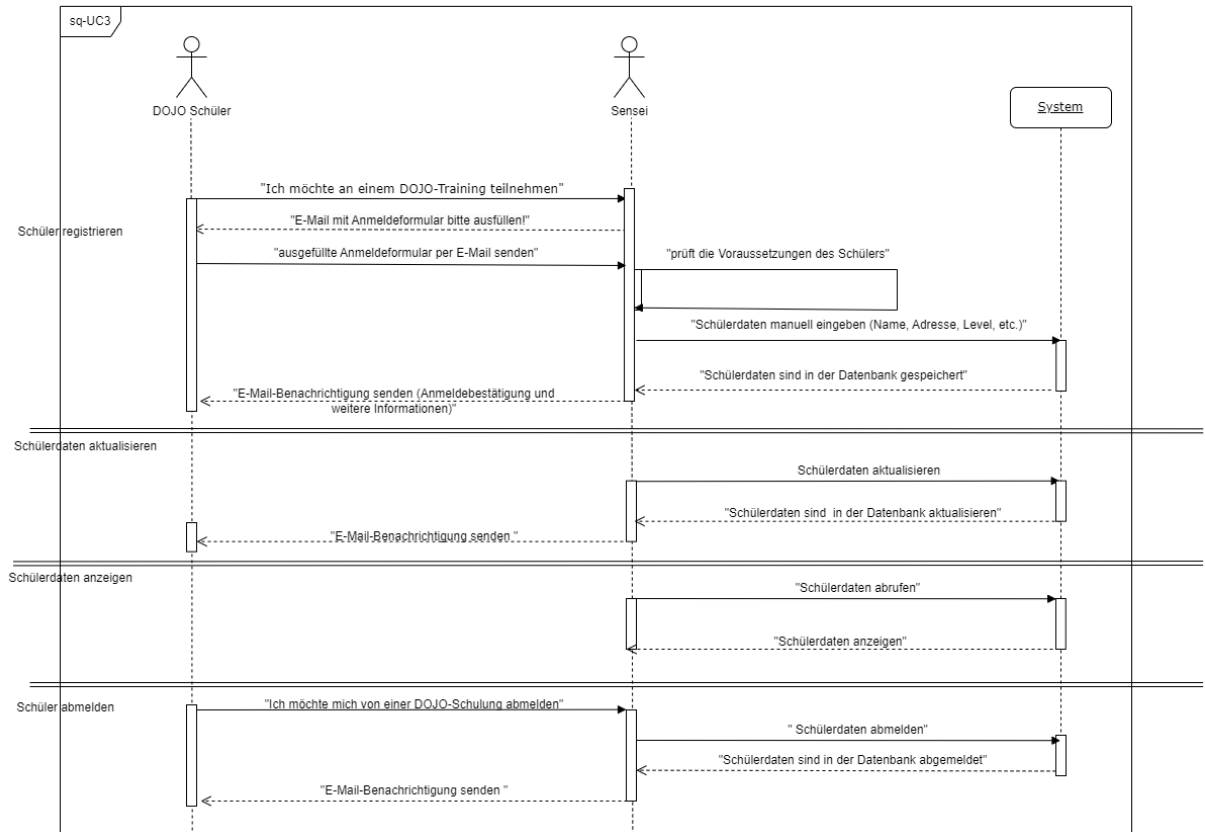 sq-UC3
DOJO Schüler
Sensei
System
"Ich möchte an einem DOJO-Training teilnehmen"
"E-Mail mit Anmeldeformular bitte ausfüllen!"
Schüler registrieren
"ausgefüllte Anmeldeformular per E-Mail senden"
"prüft die Voraussetzungen des Schülers"
"Schülerdaten manuell eingeben (Name, Adresse, Level, etc.)"
"Schülerdaten sind in der Datenbank gespeichert"
"E-Mail-Benachrichtigung senden (Anmeldebestätigung und
weitere Informationen)"
Schülerdaten aktualisieren
Schülerdaten aktualisieren
"Schülerdaten sind in der Datenbank aktualisieren"
"E-Mail-Benachrichtigung senden "
Schülerdaten anzeigen
"Schülerdaten abrufen"
"Schülerdaten anzeigen"
Schüler abmelden
"Ich möchte mich von einer DOJO-Schulung abmelden"
" Schülerdaten abmelden"
"Schülerdaten sind in der Datenbank abgemeldet"
"E-Mail-Benachrichtigung senden "